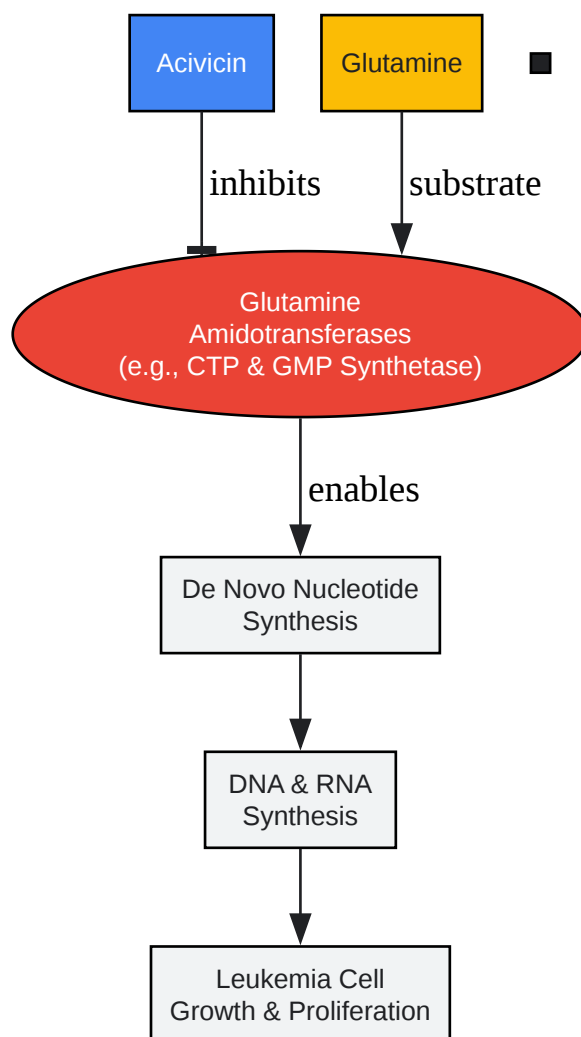 Acivicin
Glutamine
inhibits
substrate
Glutamine
Amidotransferases
(e.g., CTP & GMP Synthetase)
enables
De Novo Nucleotide
Synthesis
DNA & RNA
Synthesis
Leukemia Cell
Growth & Proliferation